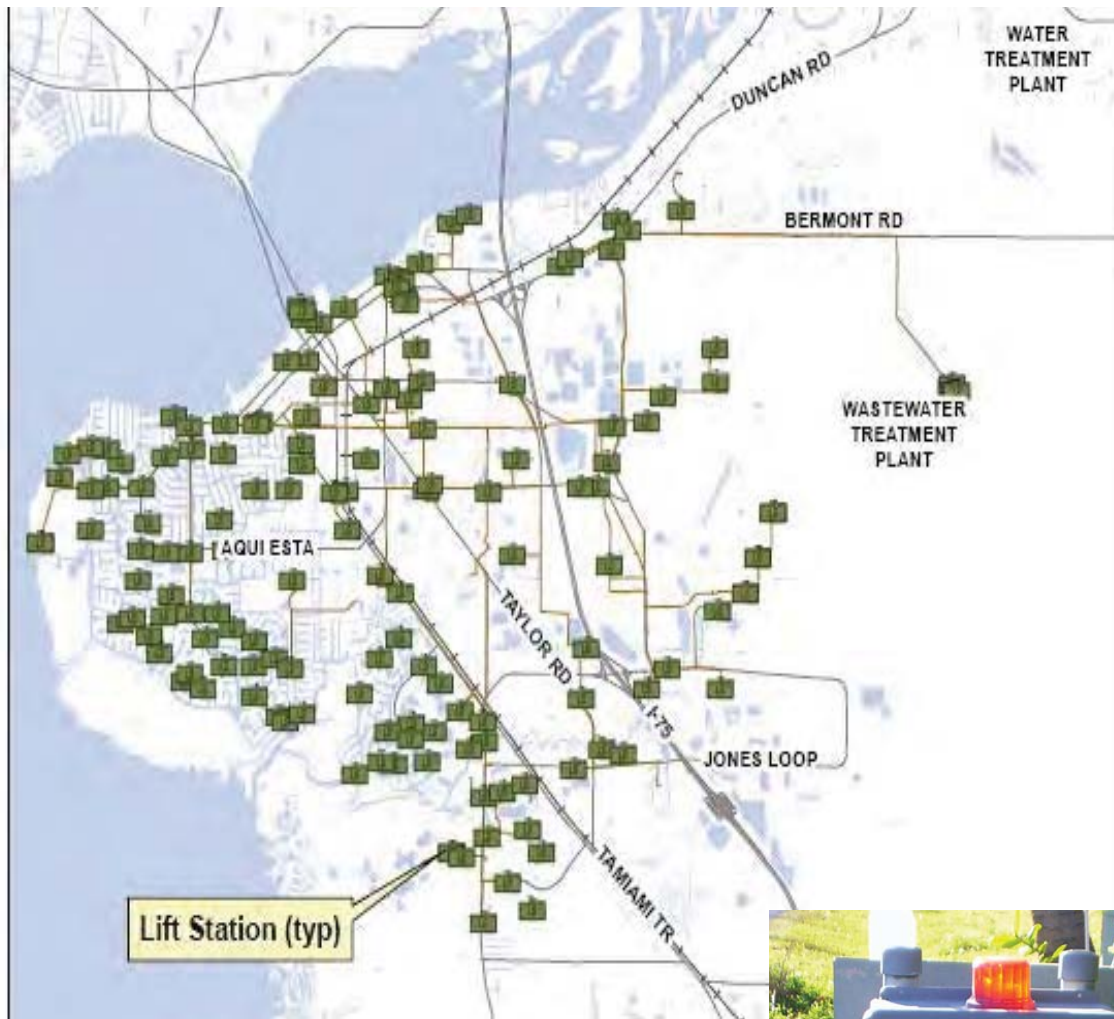 WATER
TREATMENT
PLANT
DUNCAN RD
BERMONT RD
WASTEWATER
TREATMENT
PLANT
AQUI ESTA
TAYLOR RD
I-75
JONES LOOP
TAMIAMI TR
Lift Station (typ)